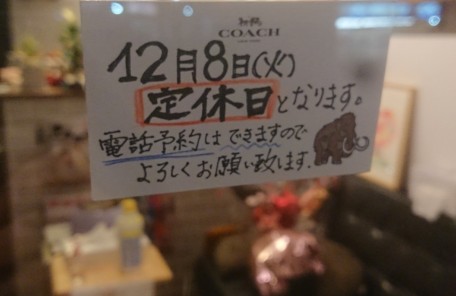 COACH
12月8日(火)
定休日となります。
電話予約はできますので
よろしくお願い致します.